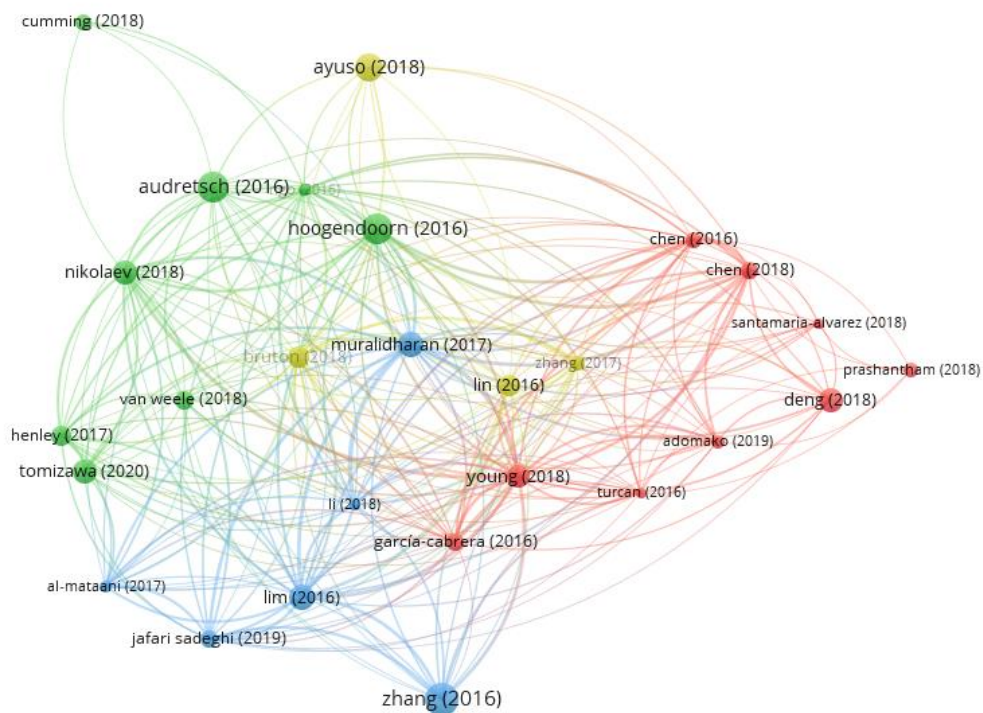 cumming (2018)
ayuso (2018)
audretsch (2016)
hoogendoorn (2016)
chen (2016)
nikolaev (2018)
chen (2018)
santamaria-alvarez (2018)
muralidharan (2017)
bruton (2018)
zhang (2017)
prashantham (2018)
lin (2016)
van weele (2018)
deng (2018)
henley (2017)
adomako (2019)
tomizawa (2020)
young (2018)
turcan (2016)
li (2018)
garcía-cabrera (2016)
al-mataani (2017)
lim (2016)
jafari sadeghi (2019)
zhang (2016)